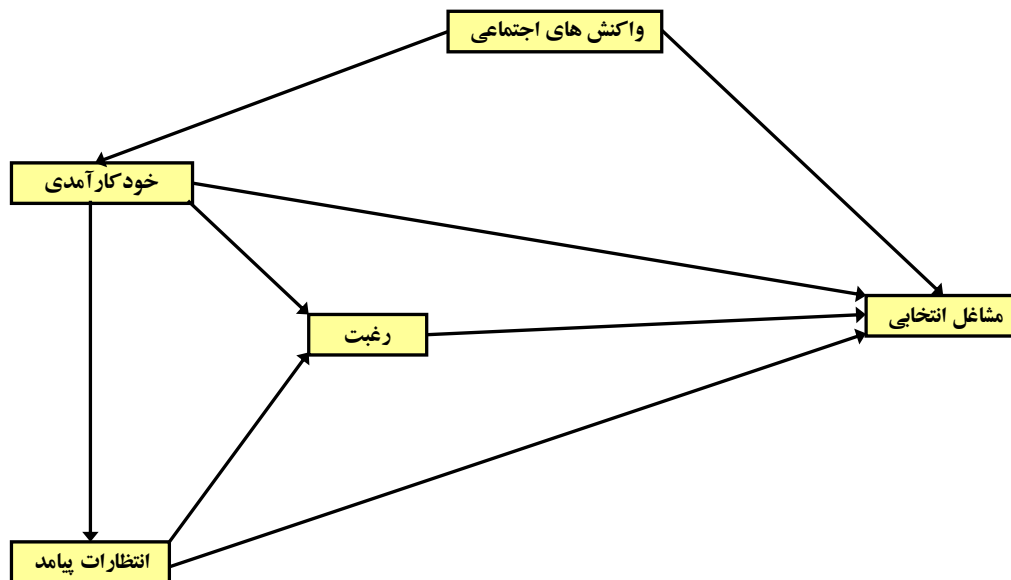 واکنش های اجتماعی
خودکارآمدی
مشاغل انتخابی
رغبت
انتظارات پیامد